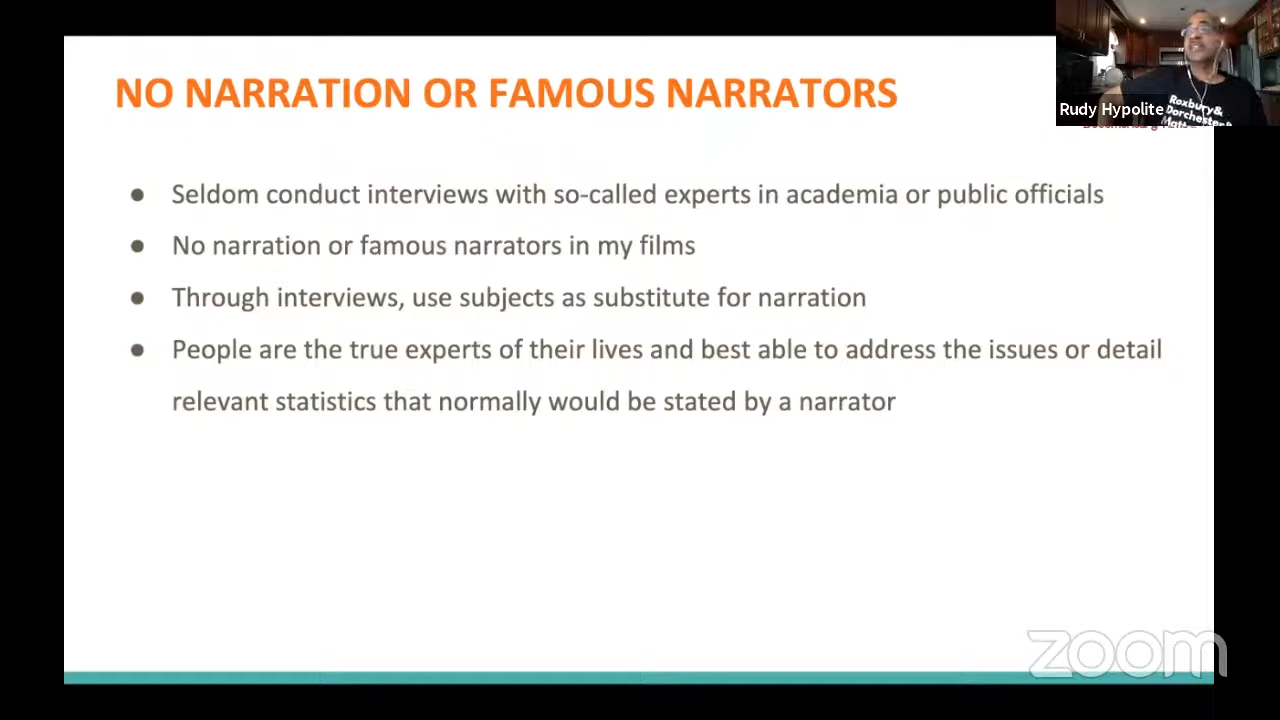 NO NARRATION OR FAMOUS NARRATORS
Rudy Hypolite
Roxbury&
Dorchester&
● Seldom conduct interviews with so-called experts in academia or public officials
● No narration or famous narrators in my films
● Through interviews, use subjects as substitute for narration
● People are the true experts of their lives and best able to address the issues or detail
relevant statistics that normally would be stated by a narrator
zoom